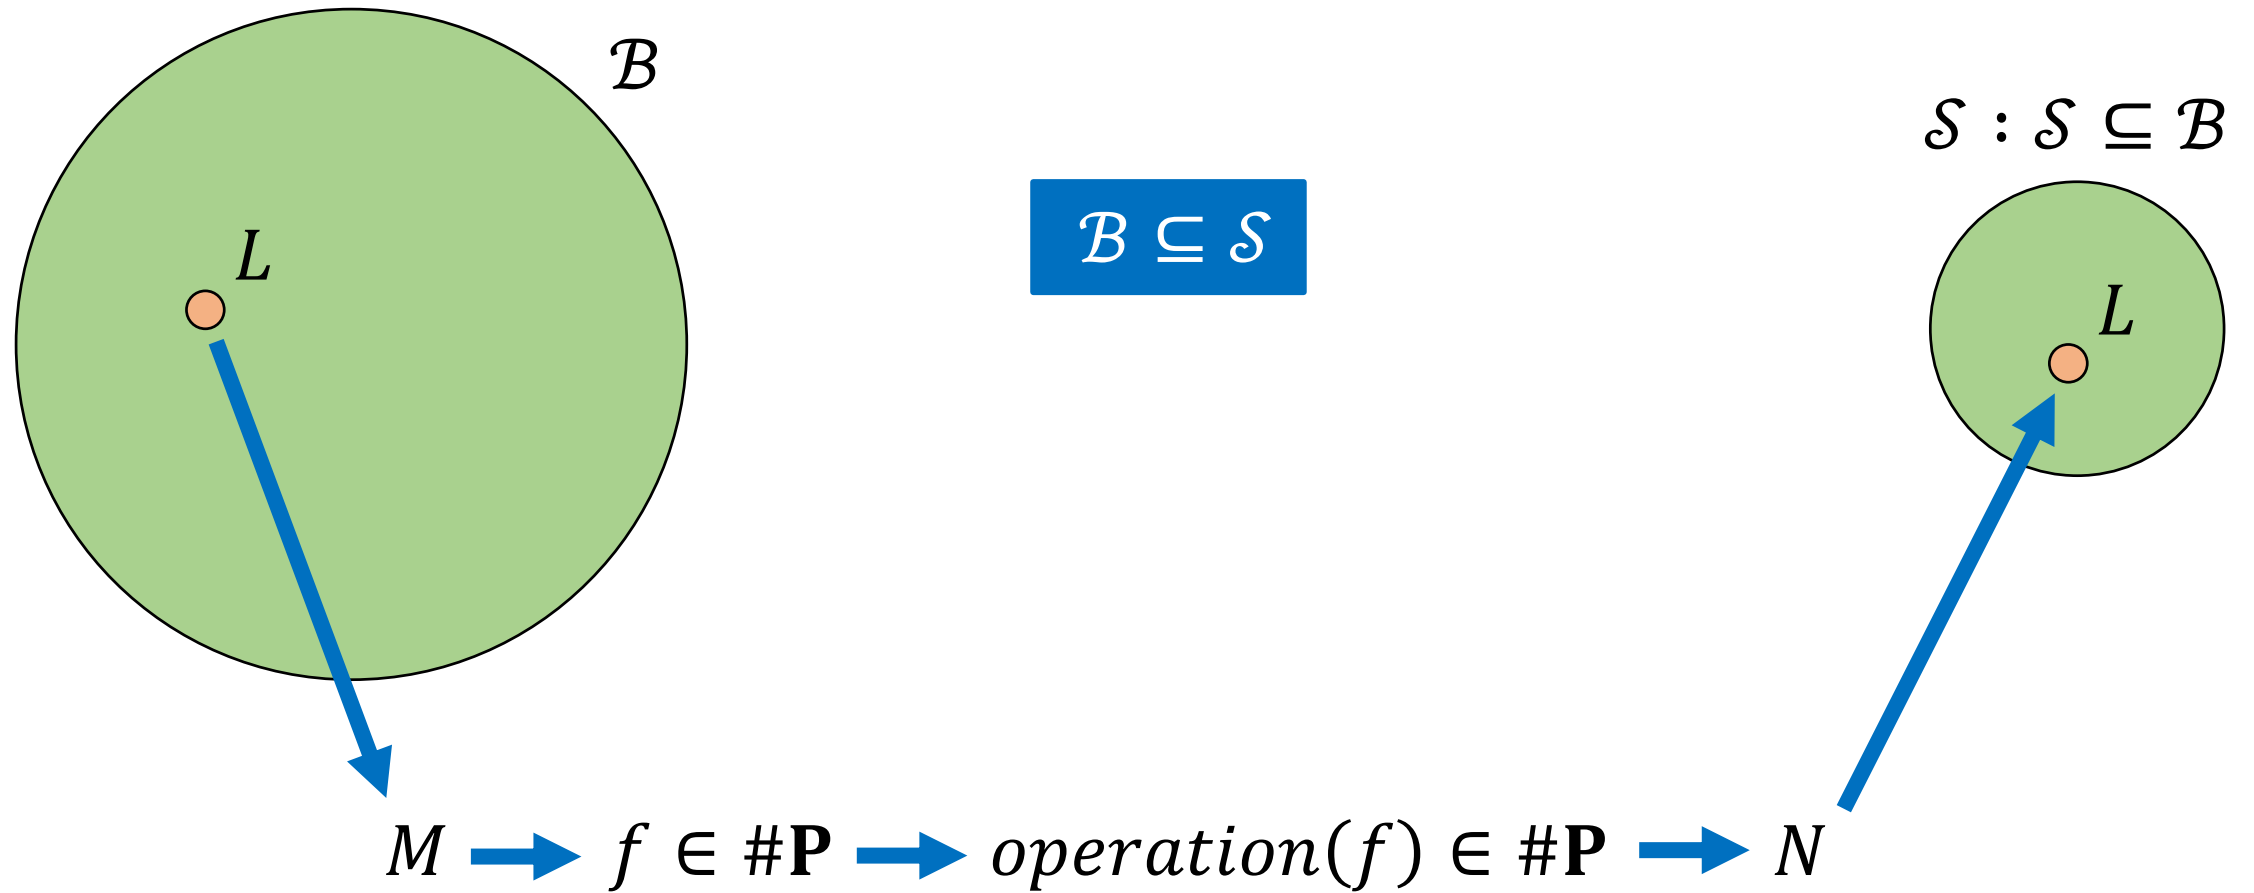 ℬ
𝒮 : 𝒮 ⊆ ℬ
ℬ ⊆ 𝒮
L
L
M
f ∈ #P
operation(f) ∈ #P
N